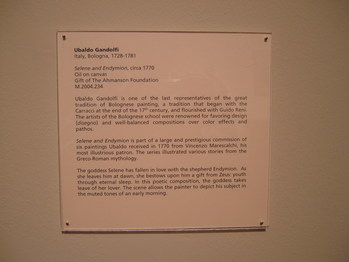 Ubaldo Gandolfi
Italy, Bologna, 1728-1781
Selene and Endymion, circa 1770
Oil on canvas
Gift of The Ahmanson Foundation
M.2004.234
Ubaldo Gandolfi is one of the last representatives of the great
tradition of Bolognese painting, a tradition that began with the
Carracci at the end of the 17th century, and flourished with Guido Reni.
The artists of the Bolognese school were renowned for favoring design
(disegno) and well-balanced compositions over color effects and
pathos.
Selene and Endymion is part of a large and prestigious commission of
six paintings Ubaldo received in 1770 from Vincenzo Marescalchi, his
most illustrious patron. The series illustrated various stories from the
Greco-Roman mythology.
The goddess Selene has fallen in love with the shepherd Endymion. As
she leaves him at dawn, she bestows upon him a gift from Zeus: youth
through eternal sleep. In this poetic composition, the goddess takes
leave of her lover. The scene allows the painter to depict his subject in
the muted tones of an early morning.